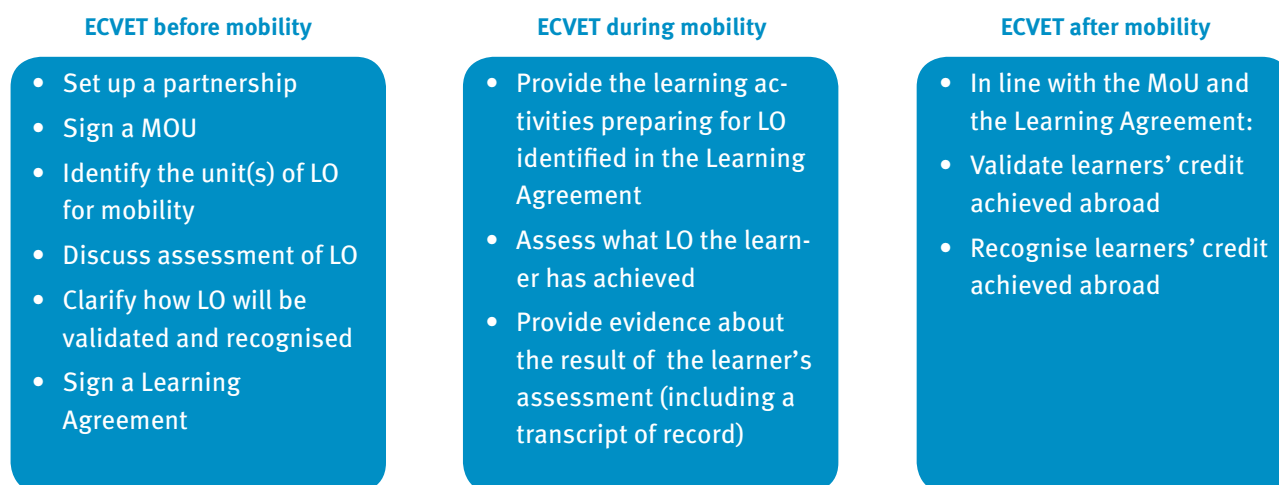 ECVET before mobility
• Set up a partnership
• Sign a MOU
• Identify the unit(s) of LO
for mobility
• Discuss assessment of LO
• Clarify how LO will be
validated and recognised
• Sign a Learning
Agreement
ECVET during mobility
• Provide the learning ac-
tivities preparing for LO
identified in the Learning
Agreement
• Assess what LO the learn-
er has achieved
• Provide evidence about
the result of the learner’s
assessment (including a
transcript of record)
ECVET after mobility
• In line with the MoU and
the Learning Agreement:
• Validate learners’ credit
achieved abroad
• Recognise learners’ credit
achieved abroad